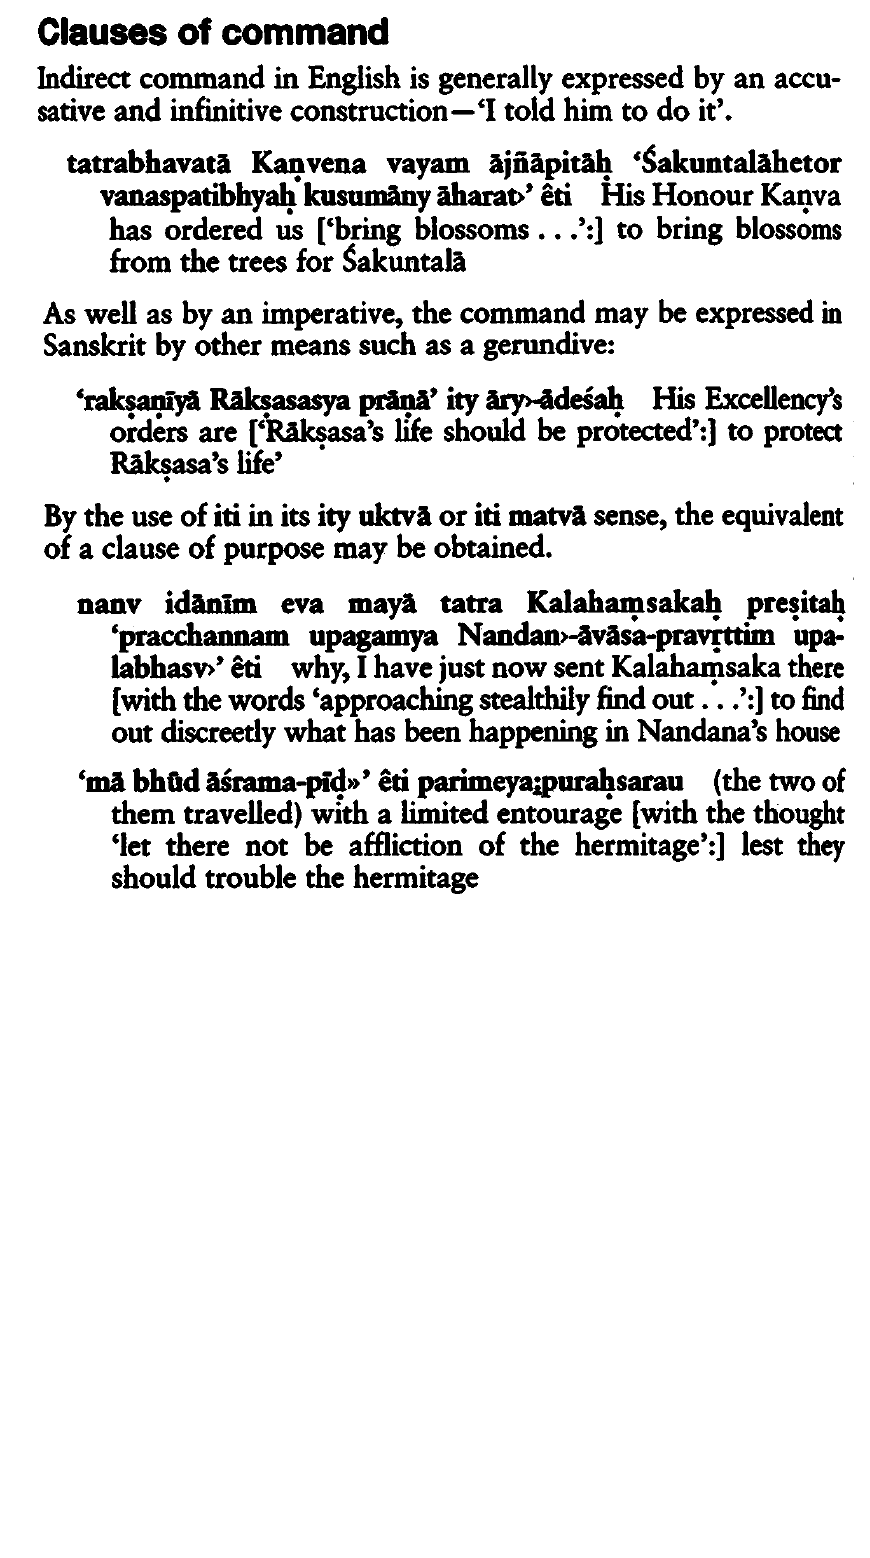 Clauses of command
Indirect command in English is generally expressed by an accu-
sative and infinitive construction—‘I told him to do it’.
tatrabhavatā Kaṇvena vayam ājñāpitāḥ ‘Śakuntalāhetor
vanaspatibhyaḥ kusumāny āharat›’ êti His Honour Kaṇva
has ordered us [‘bring blossoms . . .’:] to bring blossoms
from the trees for Śakuntalā
As well as by an imperative, the command may be expressed in
Sanskrit by other means such as a gerundive:
‘rakṣaṇīyā Rākṣasasya prāṇā’ ity āry›-ādeśaḥ His Excellency’s
orders are [‘Rākṣasa’s life should be protected’:] to protect
Rākṣasa’s life’
By the use of iti in its ity uktvā or iti matvā sense, the equivalent
of a clause of purpose may be obtained.
nanv idānīm eva mayā tatra Kalahaṃsakaḥ preṣitaḥ
‘pracchannam upagamya Nandan›-āvāsa-pravṛttim upa-
labhasv›’ êti why, I have just now sent Kalahaṃsaka there
[with the words ‘approaching stealthily find out . . .’:] to find
out discreetly what has been happening in Nandana’s house
‘mā bhūd āśrama-pīḍ»’ êti parimeya¡puraḥsarau (the two of
them travelled) with a limited entourage [with the thought
‘let there not be affliction of the hermitage’:] lest they
should trouble the hermitage